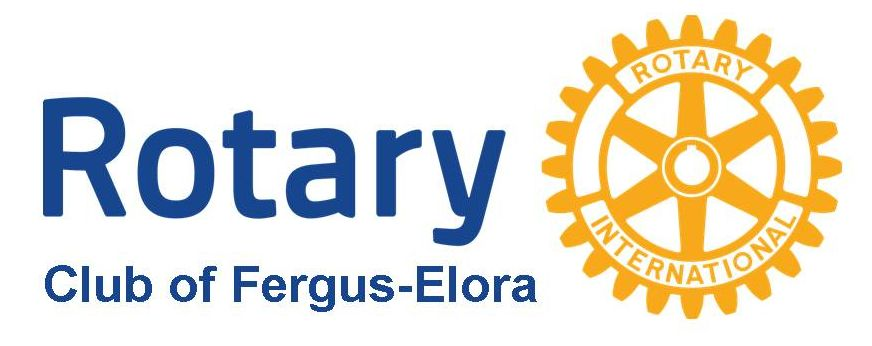 Rotary
Club of Fergus-Elora
ROTARY
INTERNATIONAL